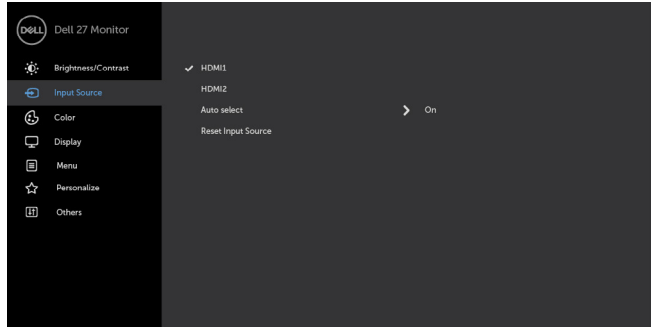 DELL Dell 27 Monitor
Brightness/Contrast
Input Source
Color
Display
Menu
Personalize
Others
HDMI1
HDMI2
Auto select On
Reset Input Source